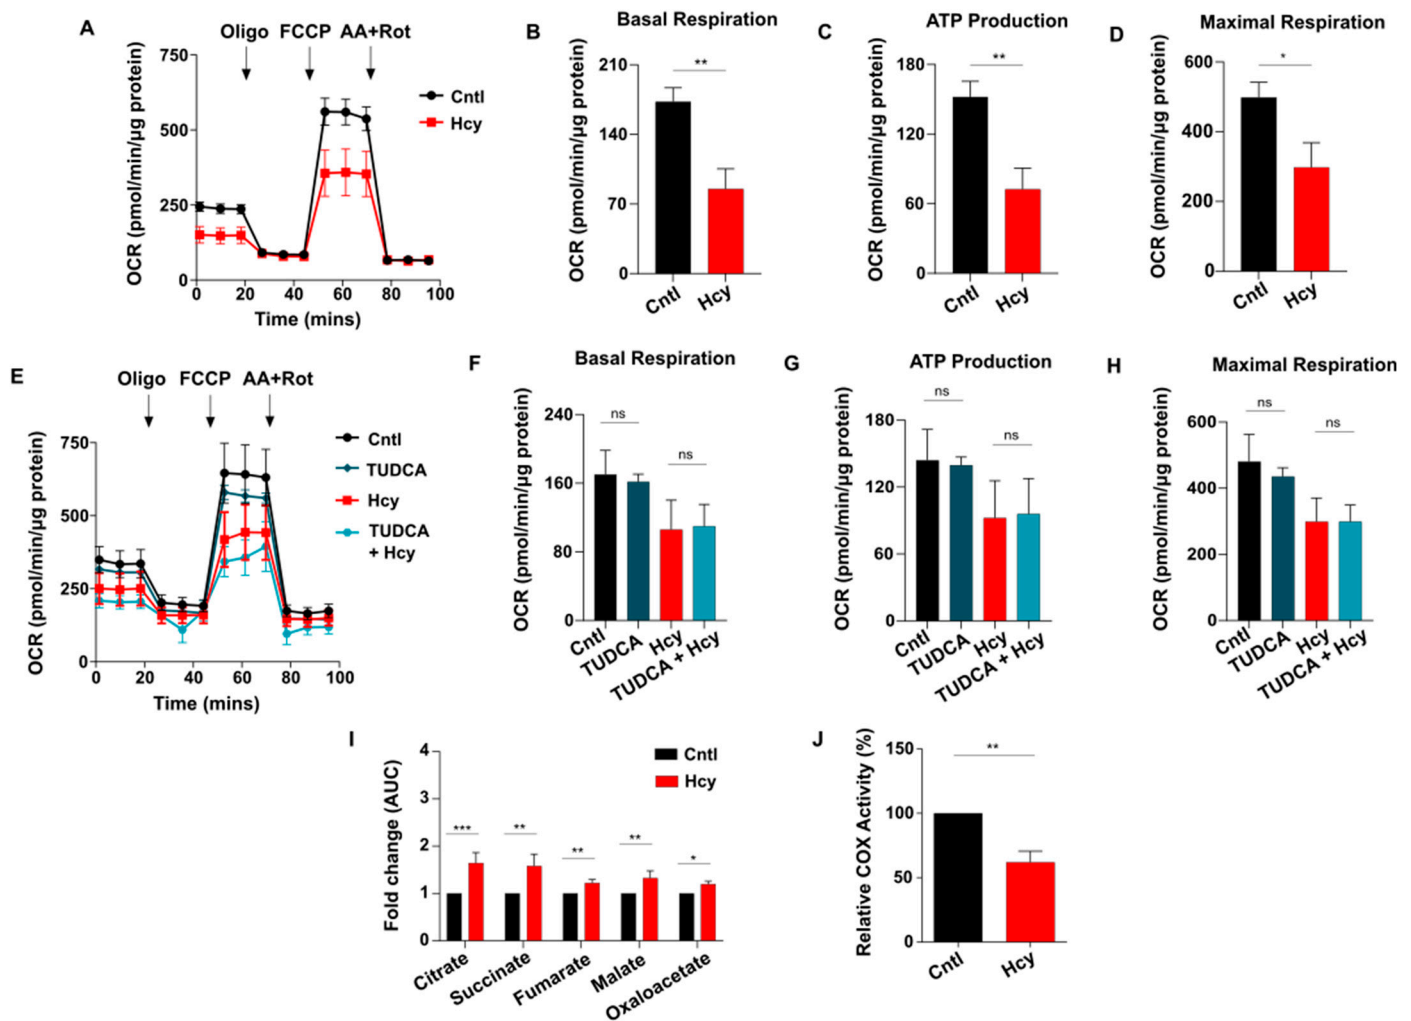 A
Oligo FCCP AA+Rot
OCR (pmol/min/µg protein)
750
500
250
0
0 20 40 60 80 100
Time (mins)
Cntl
Hcy
B
Basal Respiration
OCR (pmol/min/µg protein)
210
140
70
0
**
Cntl Hcy
C
ATP Production
OCR (pmol/min/µg protein)
180
120
60
0
**
Cntl Hcy
D
Maximal Respiration
OCR (pmol/min/µg protein)
600
400
200
0
*
Cntl Hcy
E
Oligo FCCP AA+Rot
OCR (pmol/min/µg protein)
750
500
250
0
0 20 40 60 80 100
Time (mins)
Cntl
TUDCA
Hcy
TUDCA
+ Hcy
F
Basal Respiration
OCR (pmol/min/µg protein)
240
160
80
0
ns
ns
Cntl TUDCA Hcy TUDCA + Hcy
G
ATP Production
OCR (pmol/min/µg protein)
180
120
60
0
ns
ns
Cntl TUDCA Hcy TUDCA + Hcy
H
Maximal Respiration
OCR (pmol/min/µg protein)
600
400
200
0
ns
ns
Cntl TUDCA Hcy TUDCA + Hcy
I
Fold change (AUC)
4
3
2
1
0
Cntl
Hcy
*** ** ** ** *
Citrate Succinate Fumarate Malate Oxaloacetate
J
Relative COX Activity (%)
150
100
50
0
**
Cntl Hcy